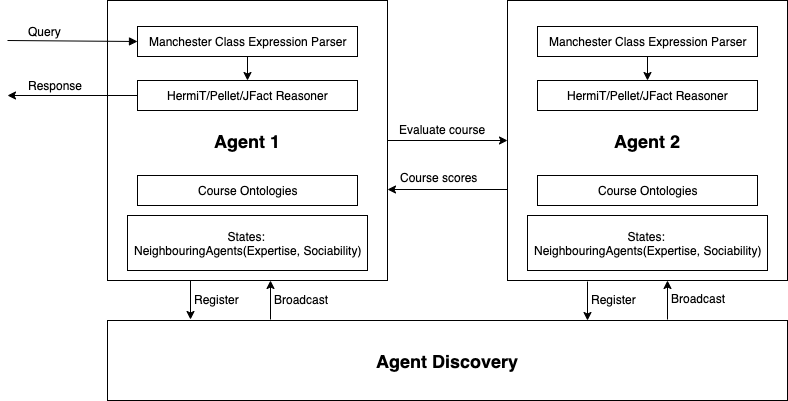 Query
Manchester Class Expression Parser
Manchester Class Expression Parser
Response
HermiT/Pellet/JFact Reasoner
HermiT/Pellet/JFact Reasoner
Agent 1
Evaluate course
Agent 2
Course scores
Course Ontologies
Course Ontologies
States:
NeighbouringAgents(Expertise, Sociability)
States:
NeighbouringAgents(Expertise, Sociability)
Register
Broadcast
Register
Broadcast
Agent Discovery